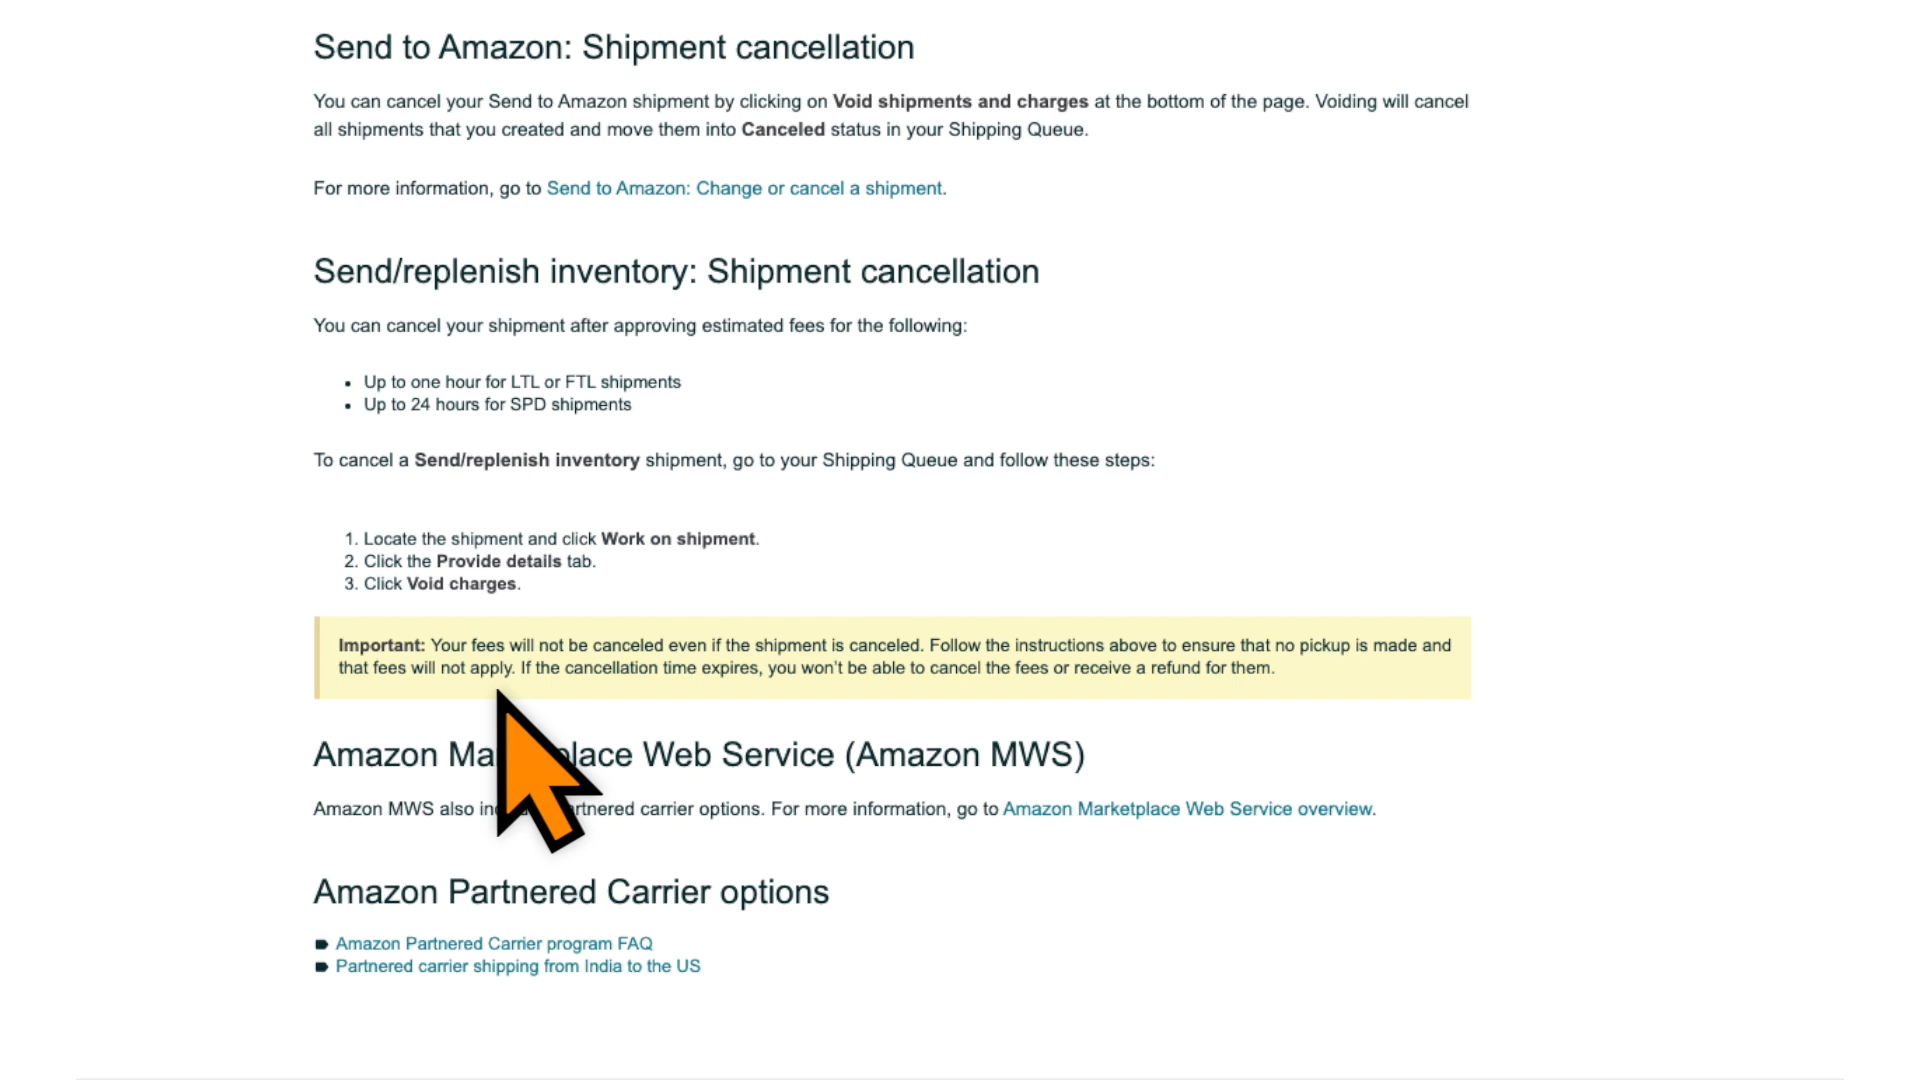 Send to Amazon: Shipment cancellation
You can cancel your Send to Amazon shipment by clicking on Void shipments and charges at the bottom of the page. Voiding will cancel
all shipments that you created and move them into Canceled status in your Shipping Queue.
For more information, go to Send to Amazon: Change or cancel a shipment.
Send/replenish inventory: Shipment cancellation
You can cancel your shipment after approving estimated fees for the following:
• Up to one hour for LTL or FTL shipments
• Up to 24 hours for SPD shipments
To cancel a Send/replenish inventory shipment, go to your Shipping Queue and follow these steps:
1. Locate the shipment and click Work on shipment.
2. Click the Provide details tab.
3. Click Void charges.
Important: Your fees will not be canceled even if the shipment is canceled. Follow the instructions above to ensure that no pickup is made and
that fees will not apply. If the cancellation time expires, you won't be able to cancel the fees or receive a refund for them.
Amazon Web Service (Amazon MWS)
Amazon MWS also carrier options. For more information, go to Amazon Marketplace Web Service overview.
Amazon Partnered Carrier options
Amazon Partnered Carrier program FAQ
Partnered carrier shipping from India to the US